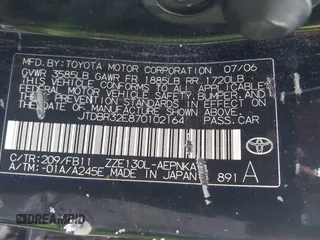 MFD.BY:TOYOTA MOTOR CORPORATION 07/06
GVWR 3585LB GAWR FR 1885LB RR 1720LB
THIS VEHICLE CONFORMS TO ALL APPLICABLE
FEDERAL MOTOR VEHICLE SAFETY, BUMPER, AND
THEFT PREVENTION STANDARDS IN EFFECT ON
THE DATE OF MANUFACTURE SHOWN ABOVE.
JTDBR32E870102164 PASS.CAR
C/TR:209/FB11 ZZE130L-AEPNKA
A/TM:-01A/A245E MADE IN JAPAN 891 A
TOYOTA
DREAMBID